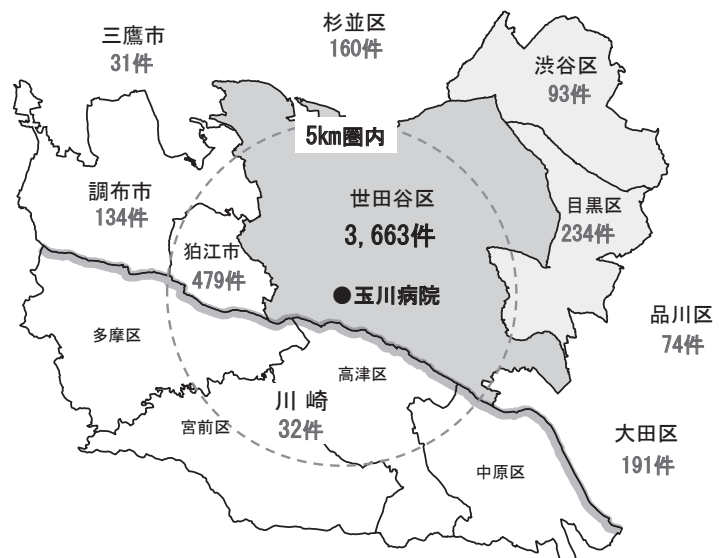 杉並区
160件
三鷹市
31件
渋谷区
93件
5km圏内
世田谷区
3,663件
調布市
134件
目黒区
234件
狛江市
479件
●玉川病院
品川区
74件
多摩区
高津区
川崎
32件
宮前区
大田区
191件
中原区